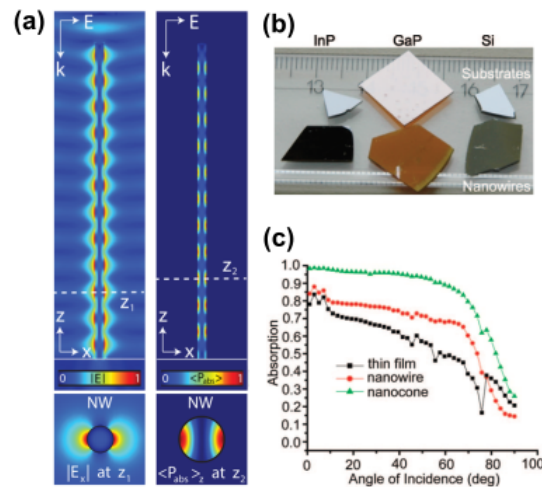 (a)
E
k
z
x
z₁
0 |E| 1
NW
|Eₓ| at z₁
E
k
z₂
z
x
0 <P_abs> 1
NW
<P_abs>_z at z₂
(b)
InP GaP Si
Substrates
13 16 17
Nanowires
(c)
Absorption
1.0
0.9
0.8
0.7
0.6
0.5
0.4
0.3
0.2
0.1
0.0
thin film
nanowire
nanocone
0 20 40 60 80 100
Angle of Incidence (deg)